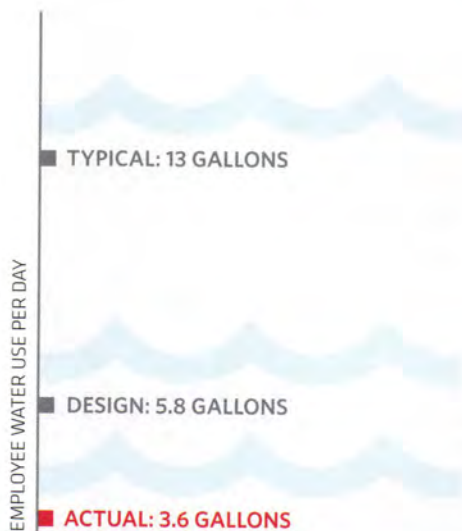 TYPICAL: 13 GALLONS
EMPLOYEE WATER USE PER DAY
DESIGN: 5.8 GALLONS
ACTUAL: 3.6 GALLONS